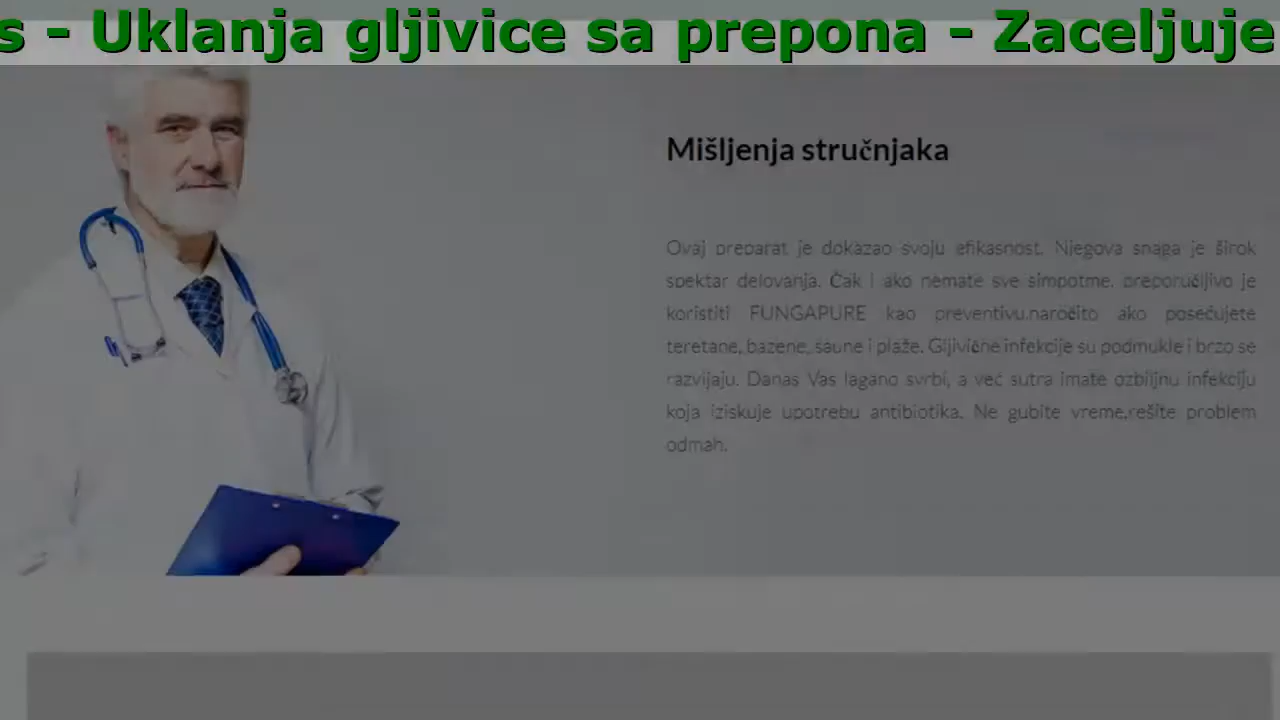 s - Uklanja gljivice sa prepona - Zaceljuje
Mišljenja stručnjaka
Ovaj preparat je dokazao svoju efikasnost. Njegova snaga je širok
spektar delovanja. Čak i ako nemate sve simpotme, preporučljivo je
koristiti FUNGAPURE kao preventivu,naročito ako posećujete
teretane, bazene, saune i plaže. Gljivične infekcije su podmukle i brzo se
razvijaju. Danas Vas lagano svrbi, a već sutra imate ozbiljnu infekciju
koja iziskuje upotrebu antibiotika. Ne gubite vreme,rešite problem
odmah.